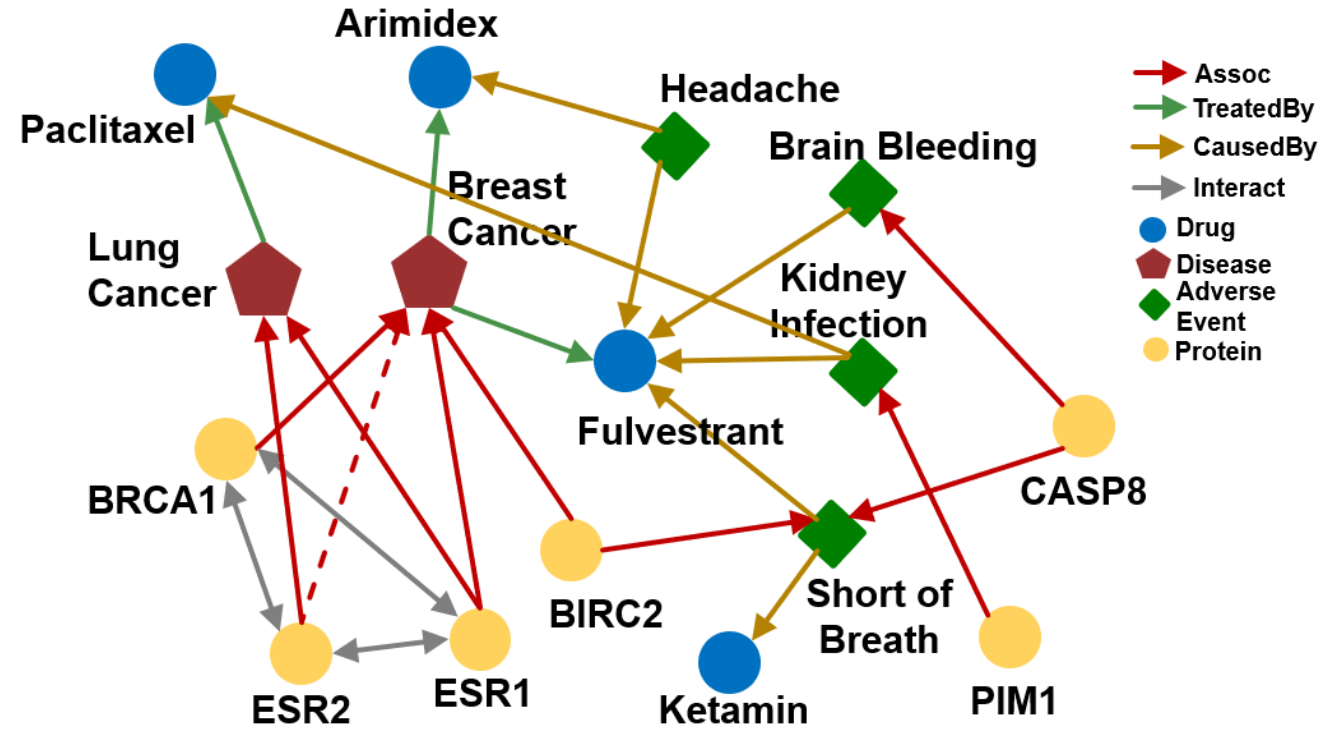 Arimidex
Paclitaxel
Headache
Brain Bleeding
Breast
Cancer
Lung
Cancer
Kidney
Infection
Fulvestrant
BRCA1
CASP8
BIRC2
Short of
Breath
ESR2
ESR1
Ketamin
PIM1
Assoc
TreatedBy
CausedBy
Interact
Drug
Disease
Adverse
Event
Protein